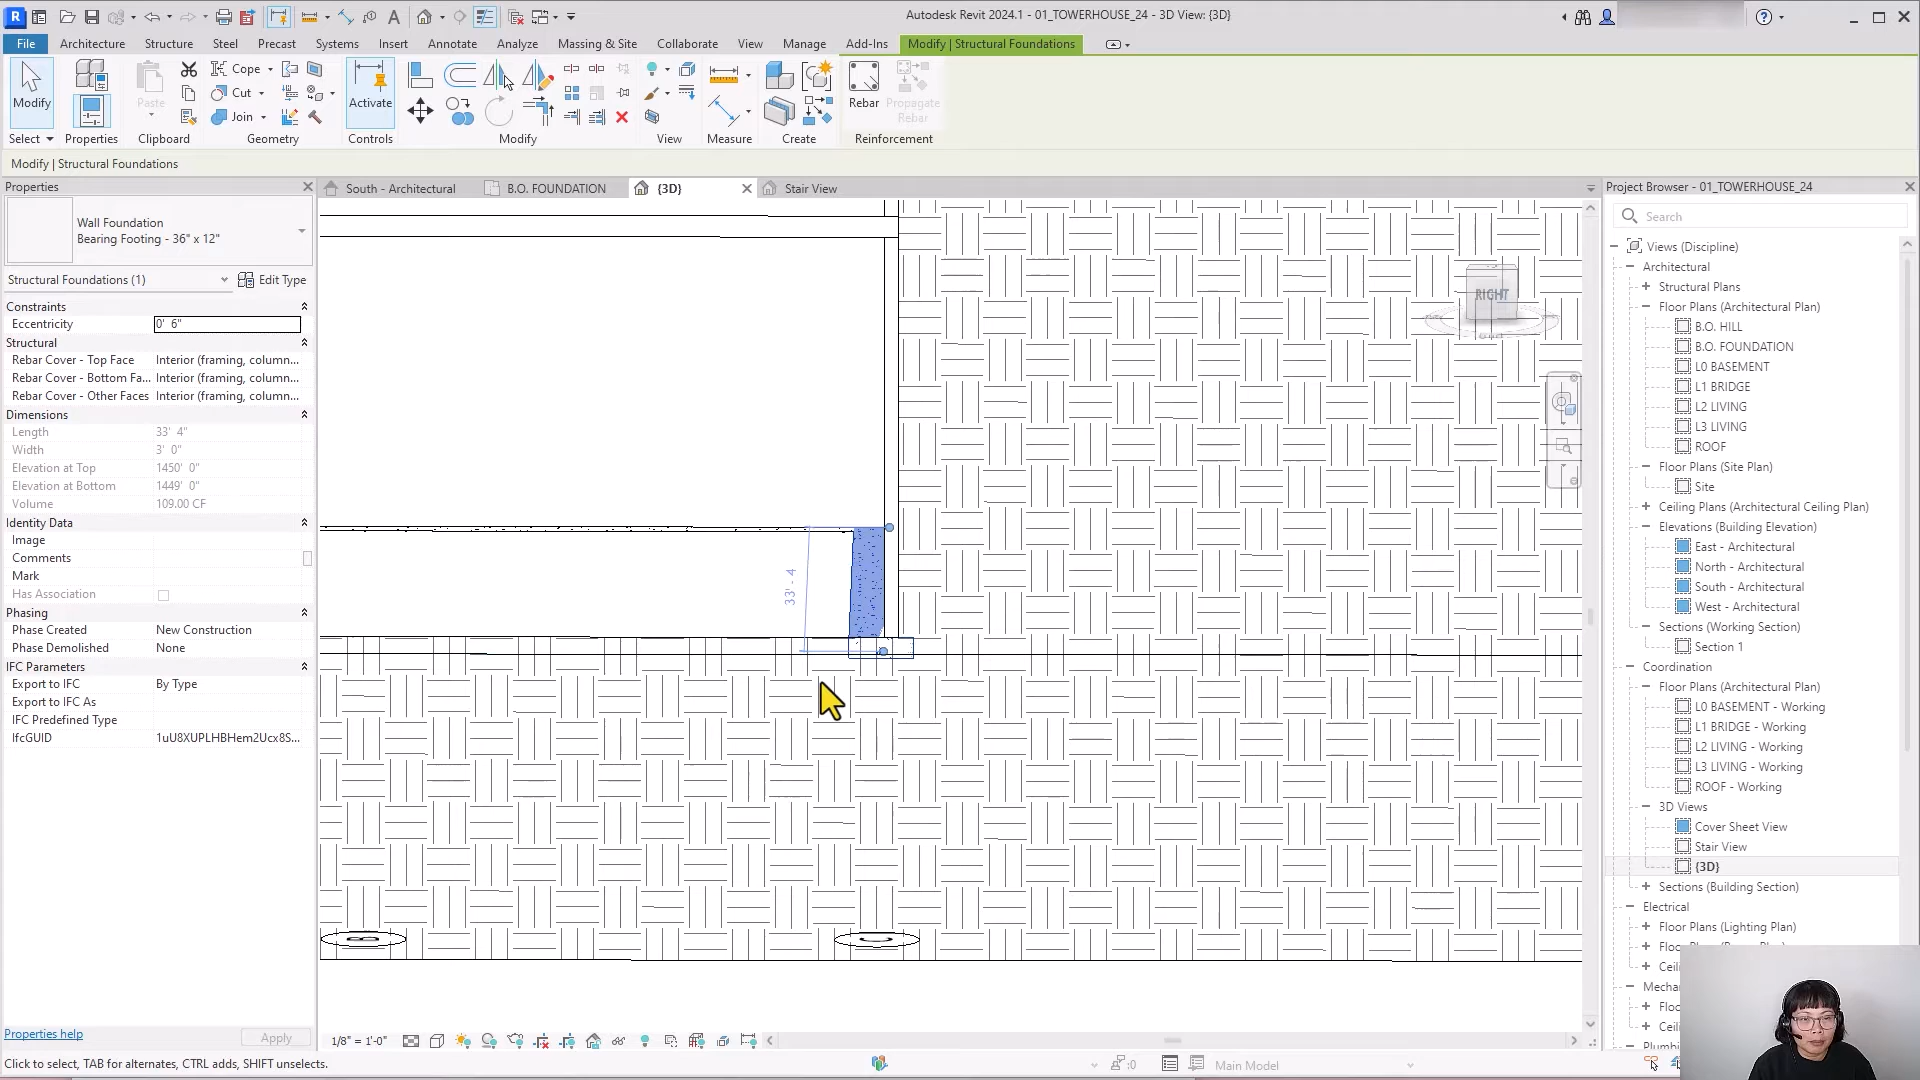 Autodesk Revit 2024.1 - 01_TOWERHOUSE_24 - 3D View: {3D}
File Architecture Structure Steel Precast Systems Insert Annotate Analyze Massing & Site Collaborate View Manage Add-Ins Modify | Structural Foundations
Modify
Paste
Cope
Cut
Join
Activate
Rebar
Propagate
Rebar
Select Properties Clipboard Geometry Controls Modify View Measure Create Reinforcement
Modify | Structural Foundations
Properties
Wall Foundation
Bearing Footing - 36" x 12"
Structural Foundations (1)
Edit Type
Constraints
Eccentricity 0' 6"
Structural
Rebar Cover - Top Face Interior (framing, column...
Rebar Cover - Bottom Fa... Interior (framing, column...
Rebar Cover - Other Faces Interior (framing, column...
Dimensions
Length 33' 4"
Width 3' 0"
Elevation at Top 1450' 0"
Elevation at Bottom 1449' 0"
Volume 109.00 CF
Identity Data
Image
Comments
Mark
Has Association
Phasing
Phase Created New Construction
Phase Demolished None
IFC Parameters
Export to IFC By Type
Export to IFC As
IFC Predefined Type
IfcGUID 1uU8XUPLHBHem2Ucx8S...
Properties help
Apply
South - Architectural
B.O. FOUNDATION
{3D}
Stair View
RIGHT
33' - 4
B
C
1/8" = 1'-0"
Project Browser - 01_TOWERHOUSE_24
Search
Views (Discipline)
Architectural
Structural Plans
Floor Plans (Architectural Plan)
B.O. HILL
B.O. FOUNDATION
L0 BASEMENT
L1 BRIDGE
L2 LIVING
L3 LIVING
ROOF
Floor Plans (Site Plan)
Site
Ceiling Plans (Architectural Ceiling Plan)
Elevations (Building Elevation)
East - Architectural
North - Architectural
South - Architectural
West - Architectural
Sections (Working Section)
Section 1
Coordination
Floor Plans (Architectural Plan)
L0 BASEMENT - Working
L1 BRIDGE - Working
L2 LIVING - Working
L3 LIVING - Working
ROOF - Working
3D Views
Cover Sheet View
Stair View
{3D}
Sections (Building Section)
Electrical
Floor Plans (Lighting Plan)
Ceili
Mecha
Floc
Ceil
Plumbi
Click to select, TAB for alternates, CTRL adds, SHIFT unselects.
:0
Main Model